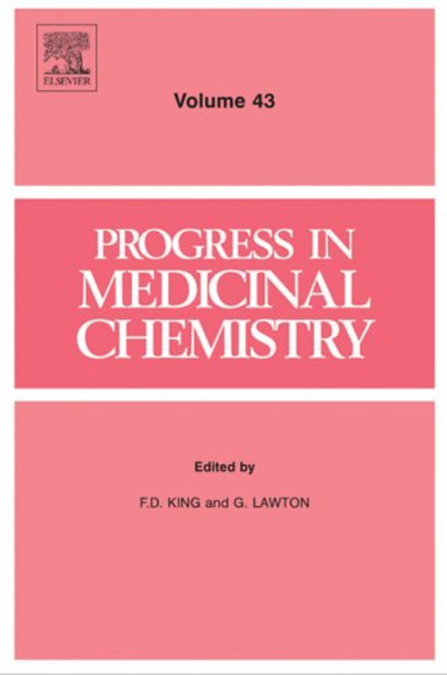 ELSEVIER
Volume 43
PROGRESS IN
MEDICINAL
CHEMISTRY
Edited by
F.D. KING and G. LAWTON